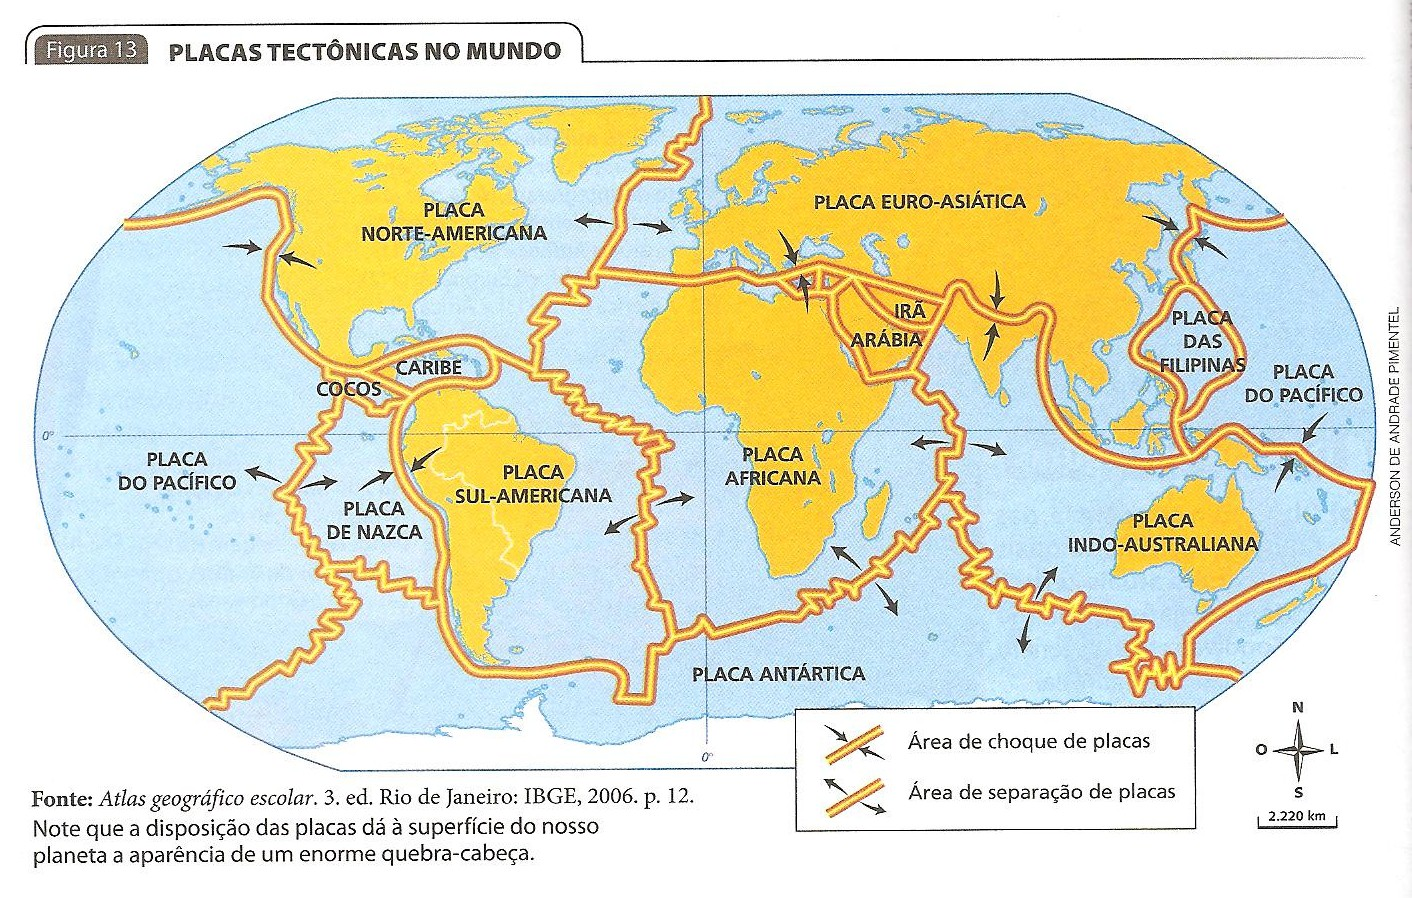 Figura 13
PLACAS TECTÔNICAS NO MUNDO
PLACA
NORTE-AMERICANA
PLACA EURO-ASIÁTICA
IRÃ
ARÁBIA
PLACA
DAS
FILIPINAS
PLACA
DO PACÍFICO
CARIBE
COCOS
0°
PLACA
DO PACÍFICO
PLACA
DE NAZCA
PLACA
SUL-AMERICANA
PLACA
AFRICANA
PLACA
INDO-AUSTRALIANA
PLACA ANTÁRTICA
0°
Área de choque de placas
Área de separação de placas
N
O
L
S
2.220 km
ANDERSON DE ANDRADE PIMENTEL
Fonte: Atlas geográfico escolar. 3. ed. Rio de Janeiro: IBGE, 2006. p. 12.
Note que a disposição das placas dá à superfície do nosso
planeta a aparência de um enorme quebra-cabeça.